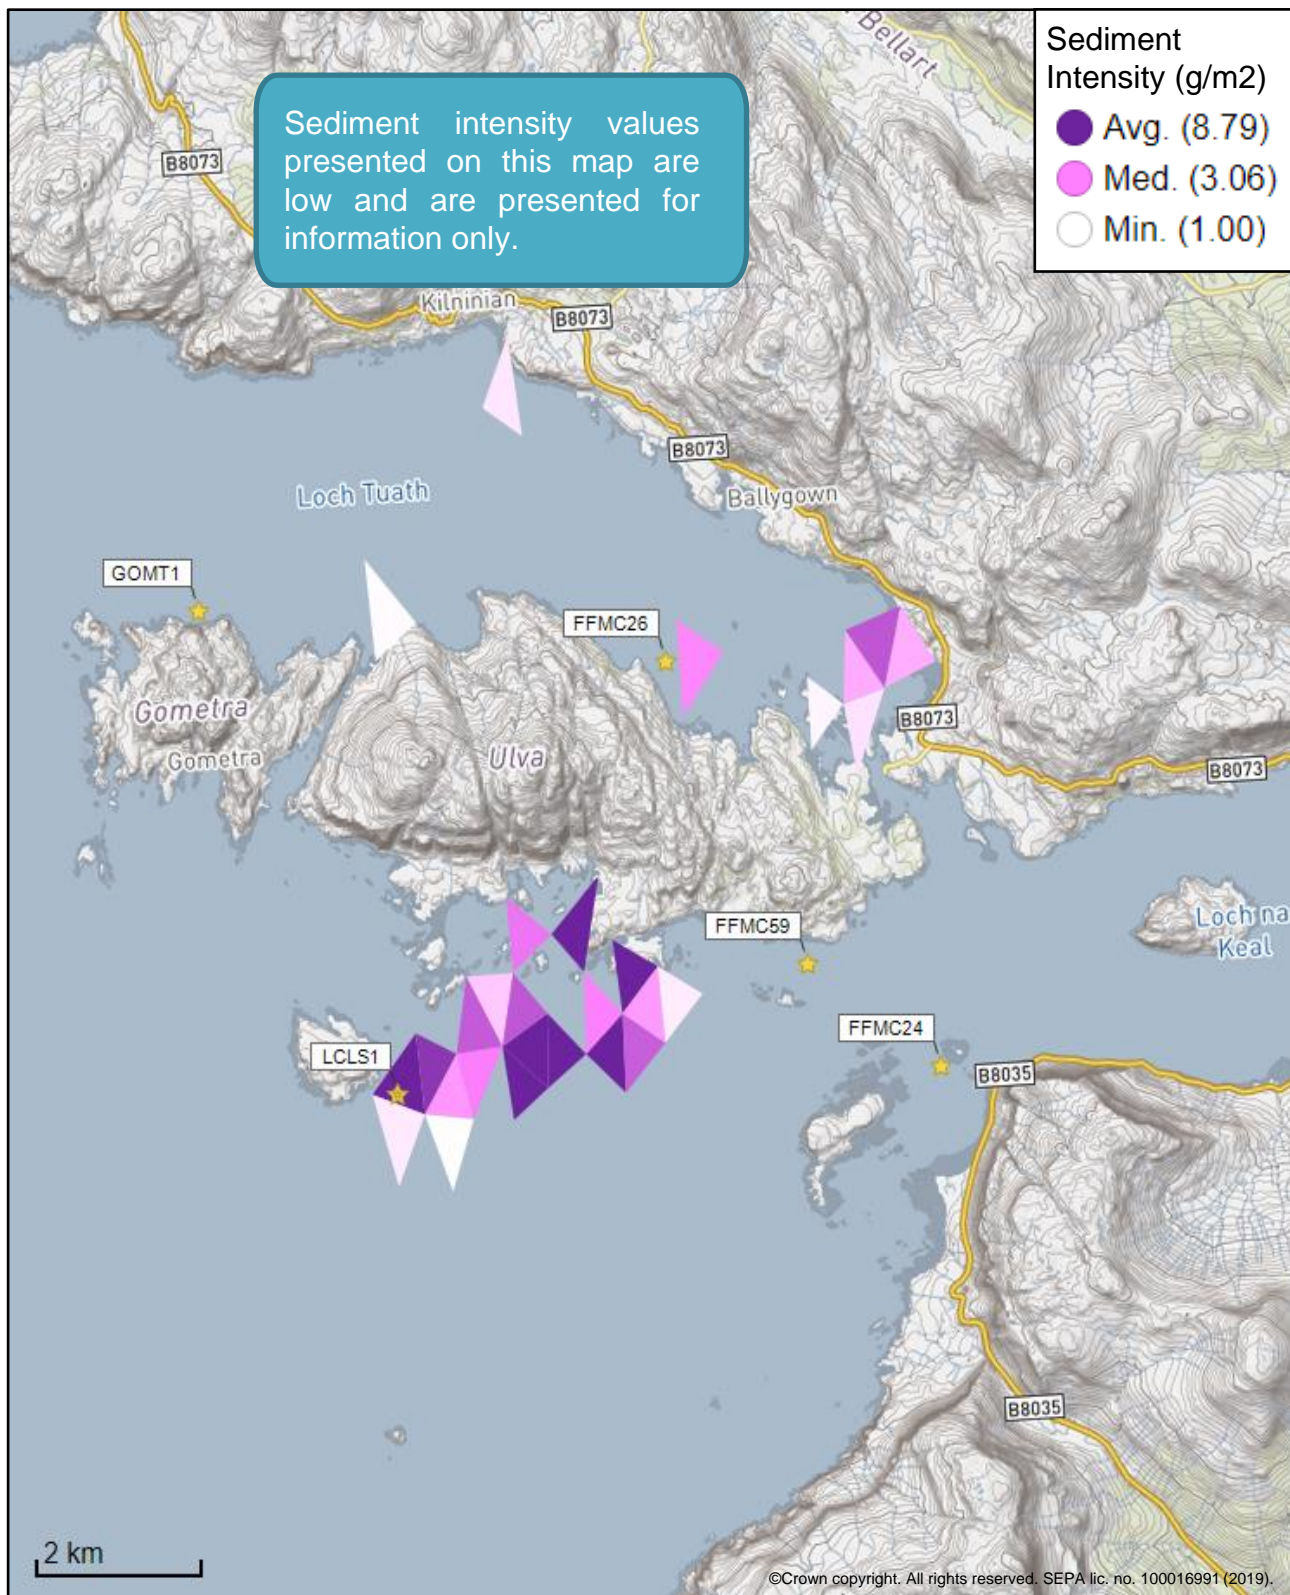 Bellart
Sediment
Intensity (g/m2)
Avg. (8.79)
Med. (3.06)
Min. (1.00)
Sediment intensity values
presented on this map are
low and are presented for
information only.
B8073
Kilninian
B8073
B8073
Loch Tuath
Ballygown
GOMT1
FFMC26
Gometra
Gometra
Ulva
B8073
B8073
FFMC59
Loch na
Keal
FFMC24
LCLS1
B8035
B8035
2 km
©Crown copyright. All rights reserved. SEPA lic. no. 100016991 (2019).